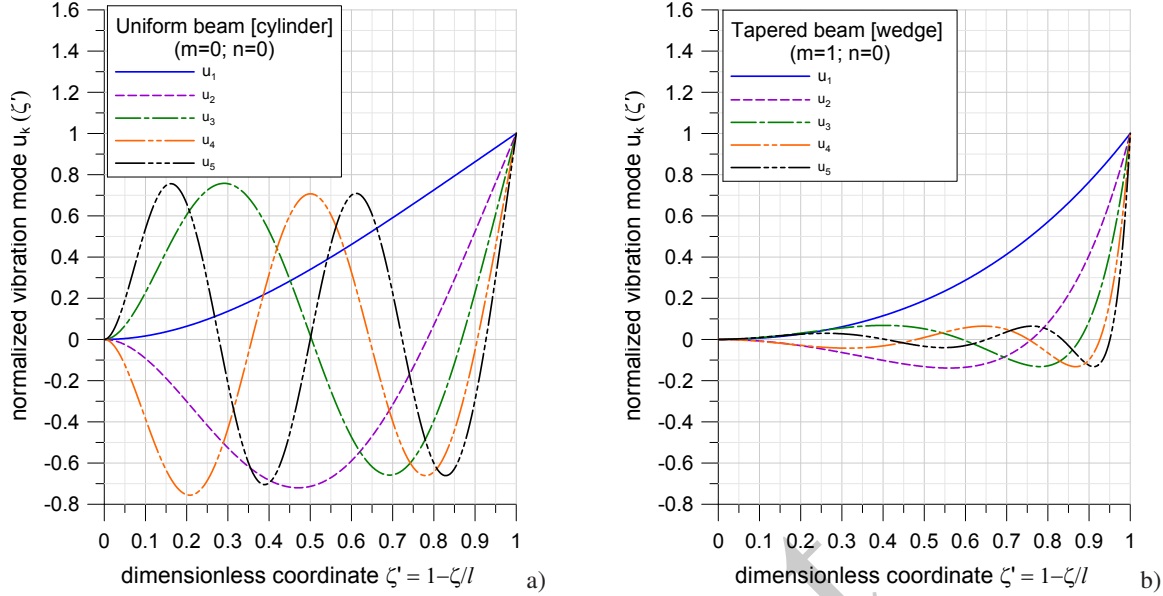 1.6
1.4
1.2
1
0.8
0.6
0.4
0.2
0
-0.2
-0.4
-0.6
-0.8
normalized vibration mode uₖ(ζ')
Uniform beam [cylinder]
(m=0; n=0)
u₁
u₂
u₃
u₄
u₅
0 0.1 0.2 0.3 0.4 0.5 0.6 0.7 0.8 0.9 1
dimensionless coordinate ζ' = 1−ζ/l
a)
1.6
1.4
1.2
1
0.8
0.6
0.4
0.2
0
-0.2
-0.4
-0.6
-0.8
normalized vibration mode uₖ(ζ')
Tapered beam [wedge]
(m=1; n=0)
u₁
u₂
u₃
u₄
u₅
0 0.1 0.2 0.3 0.4 0.5 0.6 0.7 0.8 0.9 1
dimensionless coordinate ζ' = 1−ζ/l
b)